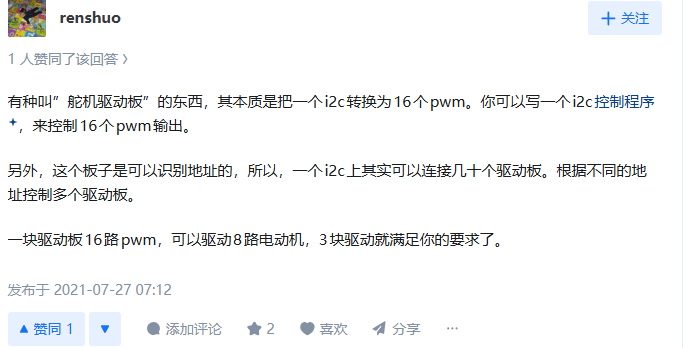 renshuo
关注
1 人赞同了该回答
有种叫”舵机驱动板”的东西，其本质是把一个i2c转换为16个pwm。你可以写一个i2c控制程序
，来控制16个pwm输出。
另外，这个板子是可以识别地址的，所以，一个i2c上其实可以连接几十个驱动板。根据不同的地
址控制多个驱动板。
一块驱动板16路pwm，可以驱动8路电动机，3块驱动就满足你的要求了。
发布于 2021-07-27 07:12
赞同 1 添加评论 2 喜欢 分享